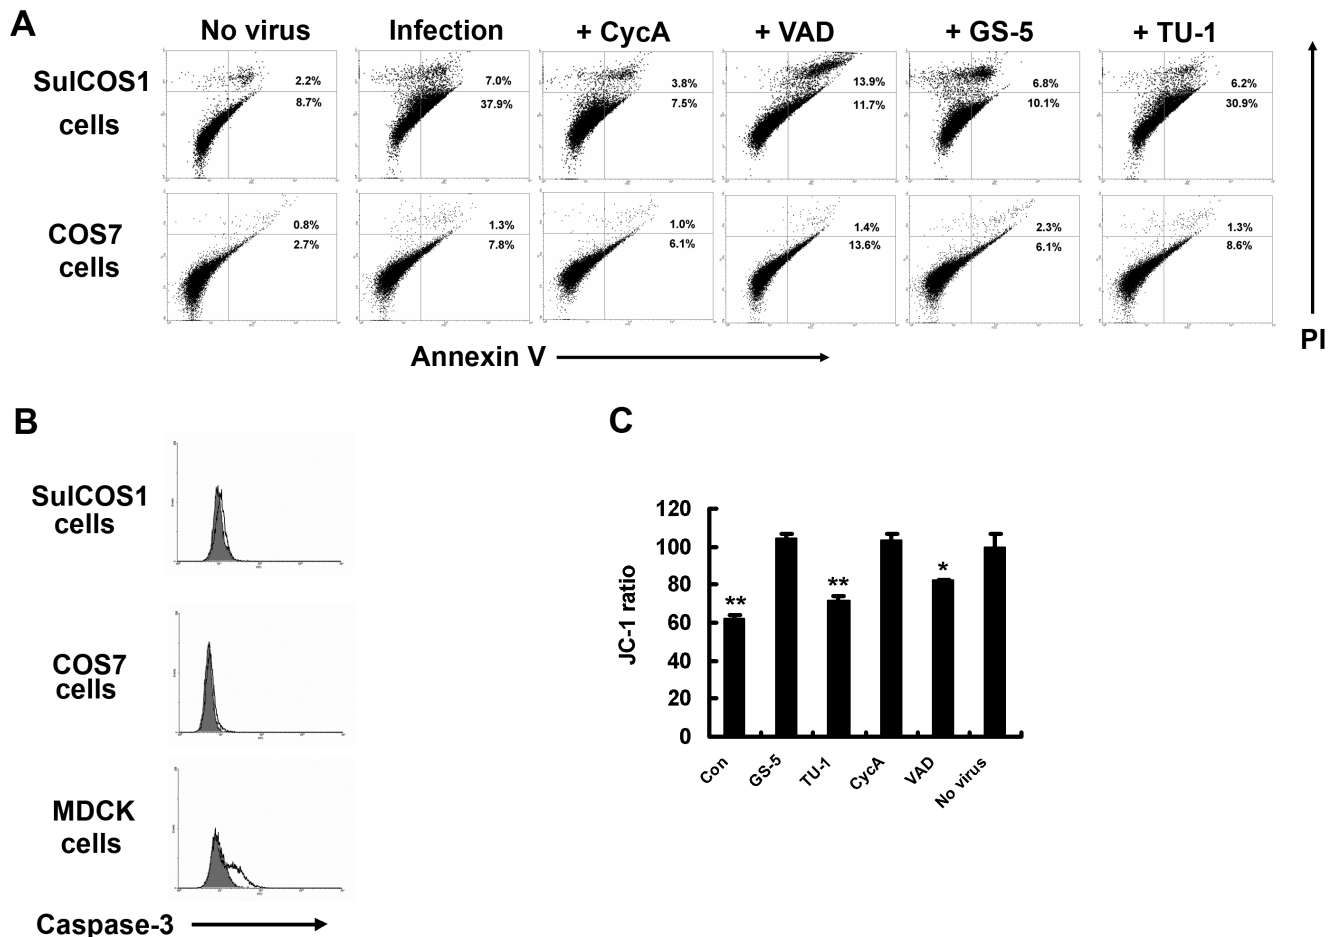 A
No virus
Infection
+ CycA
+ VAD
+ GS-5
+ TU-1
SulCOS1
cells
2.2%
8.7%
7.0%
37.9%
3.8%
7.5%
13.9%
11.7%
6.8%
10.1%
6.2%
30.9%
COS7
cells
0.8%
2.7%
1.3%
7.8%
1.0%
6.1%
1.4%
13.6%
2.3%
6.1%
1.3%
8.6%
Annexin V
PI
B
SulCOS1
cells
COS7
cells
MDCK
cells
Caspase-3
C
JC-1 ratio
120
100
80
60
40
20
0
**
**
*
Con
GS-5
TU-1
CycA
VAD
No virus